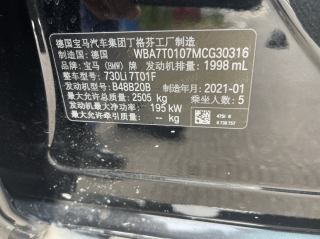 德国宝马汽车集团丁格芬工厂制造
制造国：德国 WBA7T0107MCG30316
品牌：宝马（BMW）牌 发动机排量：1998 mL
整车型号：730Li 7T01F
发动机型号：B48B20B 制造年月：2021-01
最大允许总质量：2505 kg 乘坐人数：5
发动机最大净功率：195 kW
最大允许牵引质量：-- kg